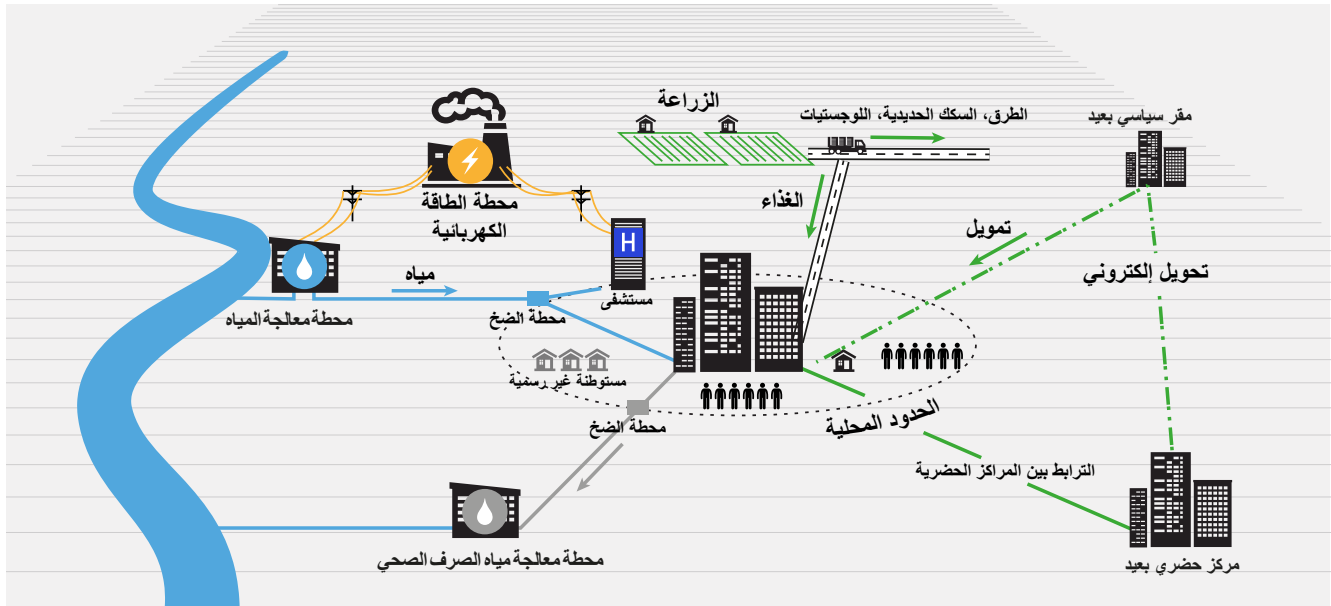 الزراعة
الطرق، السكك الحديدية، اللوجستيات
مقر سياسي بعيد
محطة الطاقة
الكهربائية
الغذاء
تمويل
تحويل إلكتروني
H
مياه
مستشفى
محطة معالجة المياه
محطة الضخ
مستوطنة غير رسمية
محطة الضخ
الحدود المحلية
الترابط بين المراكز الحضرية
محطة معالجة مياه الصرف الصحي
مركز حضري بعيد